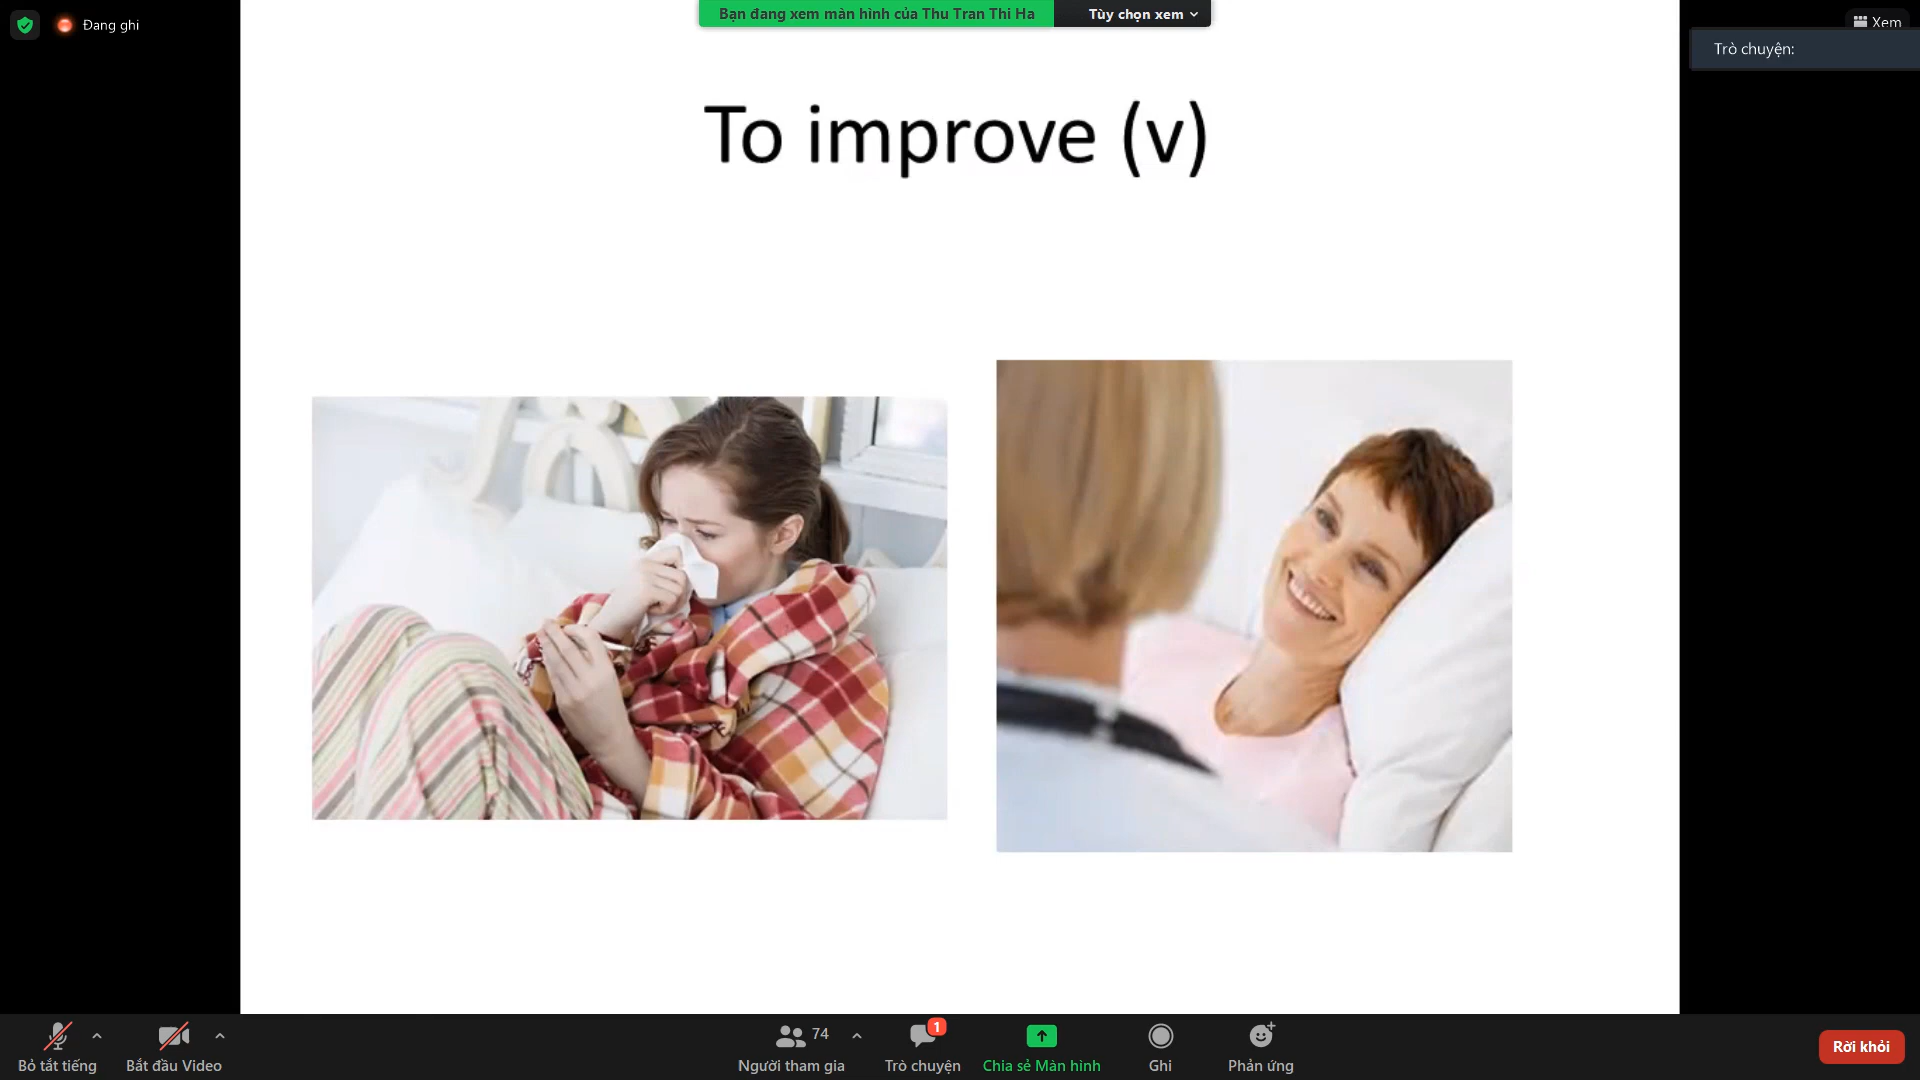 Đang ghi
Bạn đang xem màn hình của Thu Tran Thi Ha
Tùy chọn xem
Xem
Trò chuyện:
To improve (v)
Bỏ tắt tiếng
Bắt đầu Video
74
Người tham gia
1
Trò chuyện
Chia sẻ Màn hình
Ghi
Phản ứng
Rời khỏi